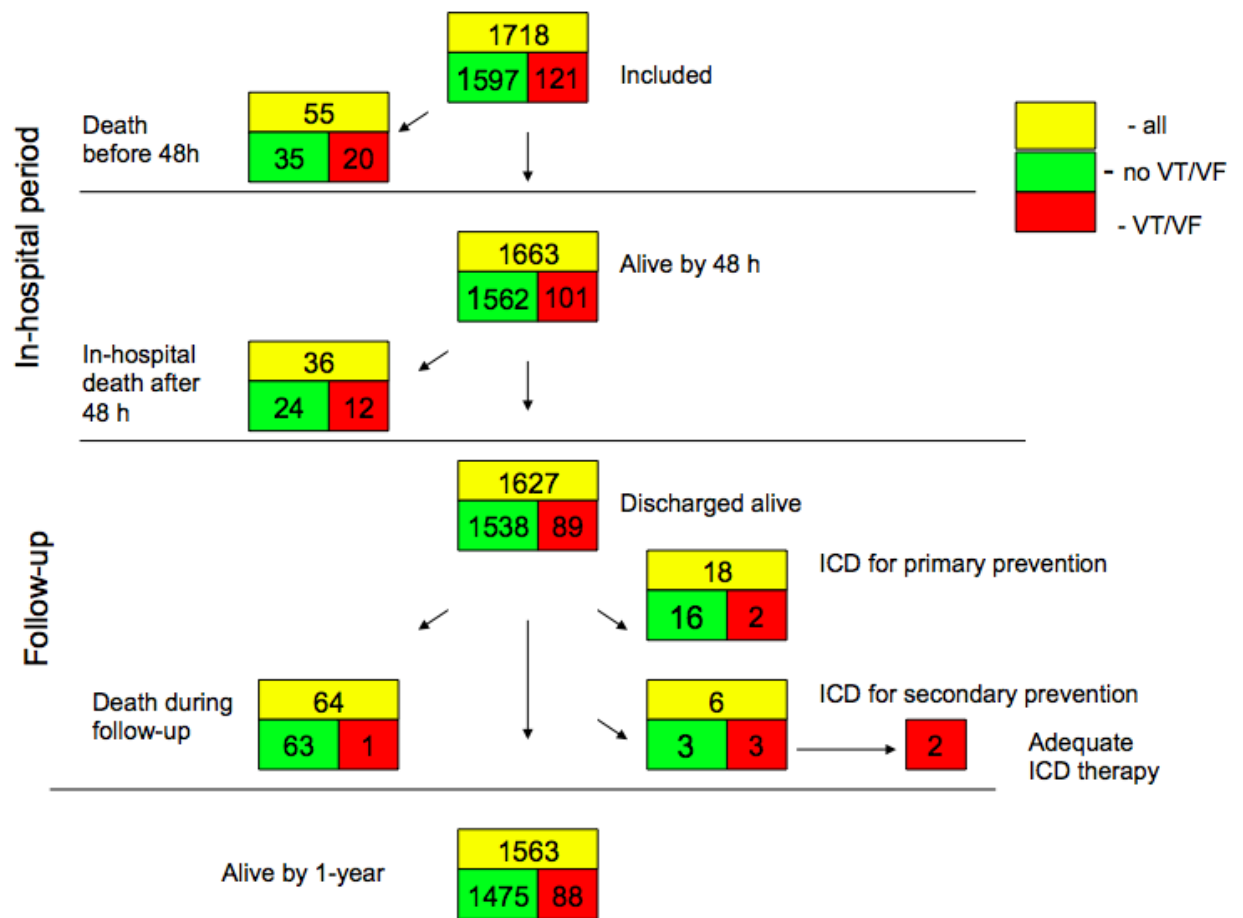 1718
1597 121
Included
55
35 20
Death
before 48h
- all
- no VT/VF
- VT/VF
In-hospital period
1663
1562 101
Alive by 48 h
36
24 12
In-hospital
death after
48 h
1627
1538 89
Discharged alive
Follow-up
18
16 2
ICD for primary prevention
64
63 1
Death during
follow-up
6
3 3
ICD for secondary prevention
2
Adequate
ICD therapy
1563
1475 88
Alive by 1-year